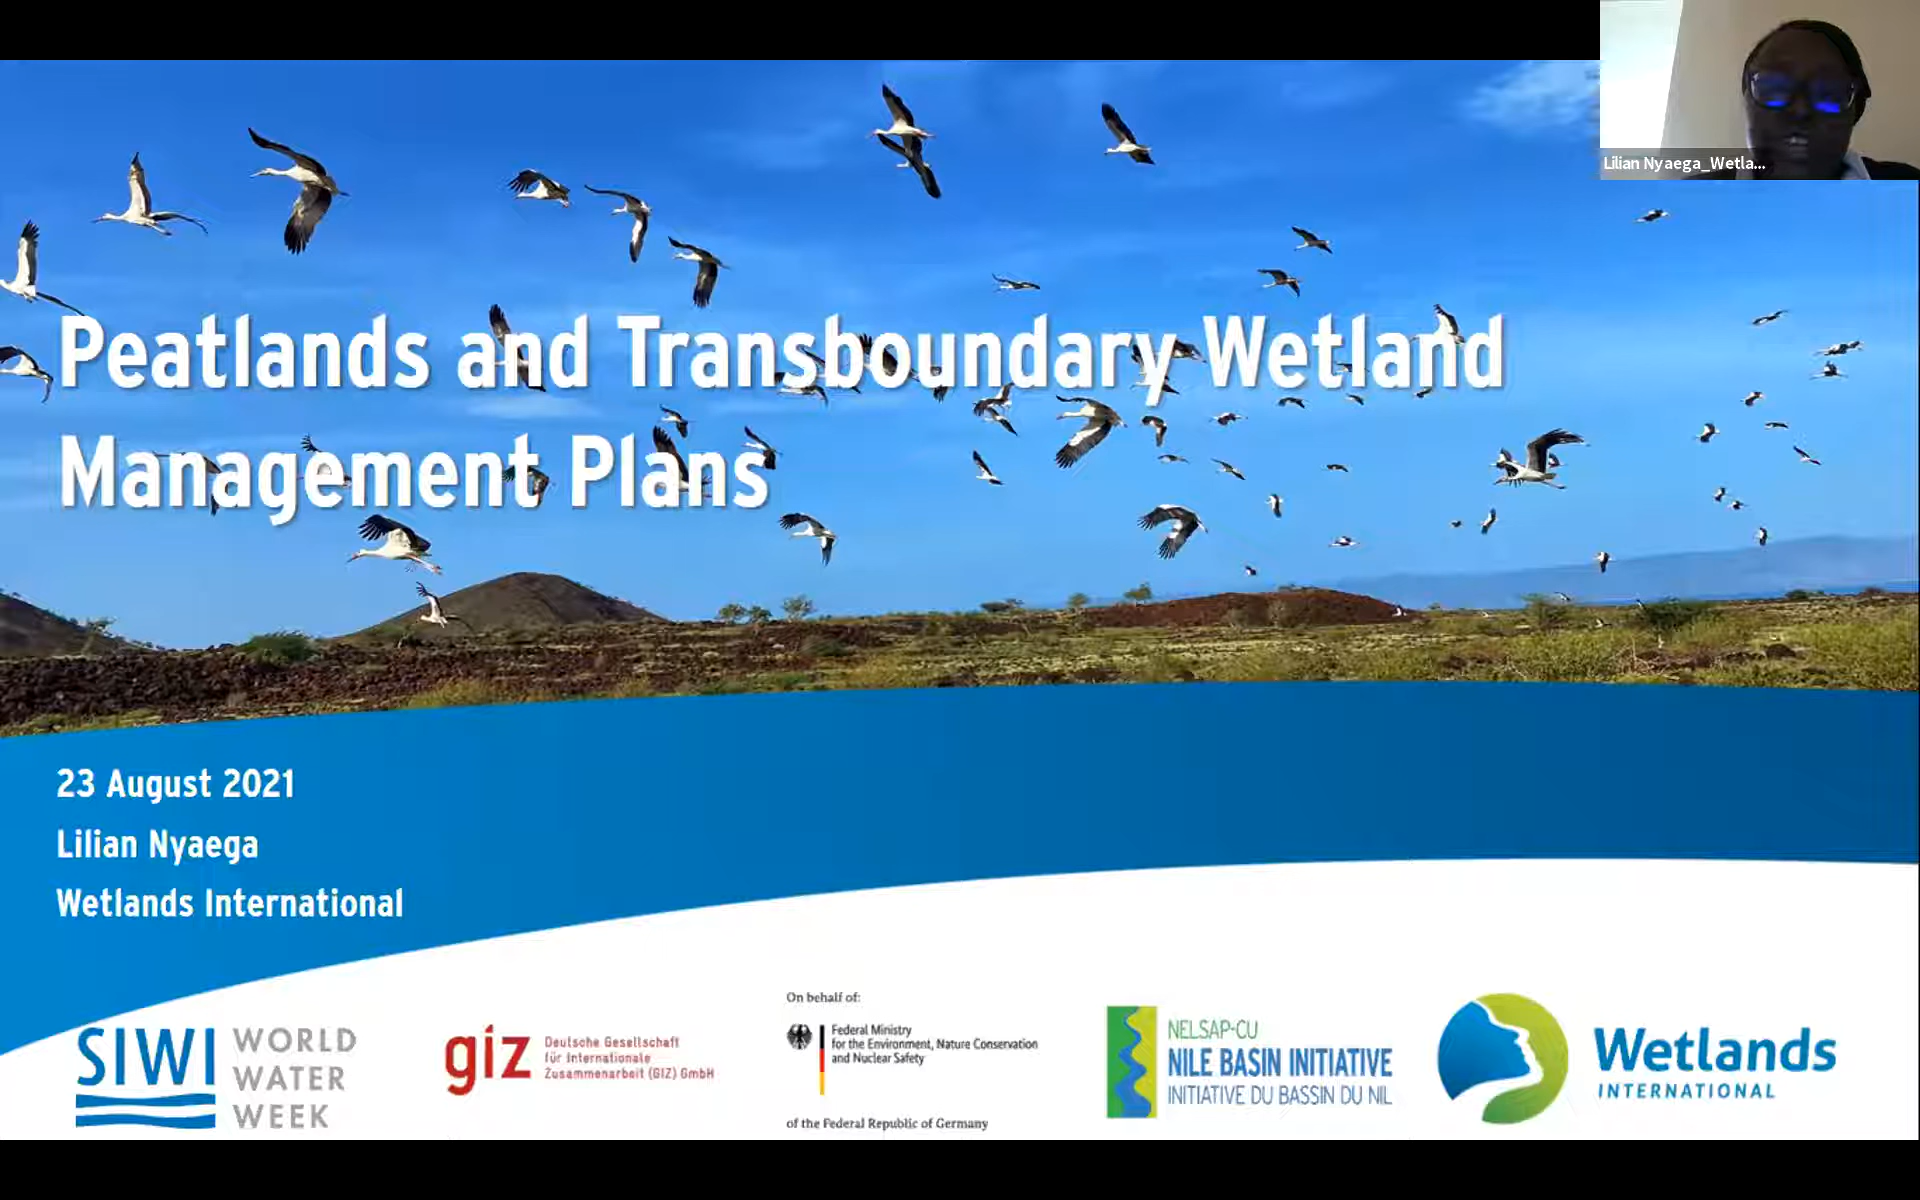 Lilian Nyaega_Wetla...
Peatlands and Transboundary Wetland
Management Plans
23 August 2021
Lilian Nyaega
Wetlands International
SIWI WORLD
WATER
WEEK
giz Deutsche Gesellschaft
für Internationale
Zusammenarbeit (GIZ) GmbH
On behalf of:
Federal Ministry
for the Environment, Nature Conservation
and Nuclear Safety
of the Federal Republic of Germany
NELSAP-CU
NILE BASIN INITIATIVE
INITIATIVE DU BASSIN DU NIL
Wetlands
INTERNATIONAL